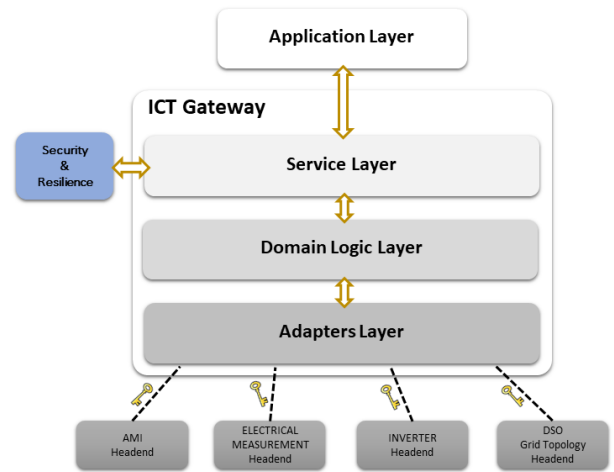 Application Layer
ICT Gateway
Security
&
Resilience
Service Layer
Domain Logic Layer
Adapters Layer
AMI
Headend
ELECTRICAL
MEASUREMENT
Headend
INVERTER
Headend
DSO
Grid Topology
Headend